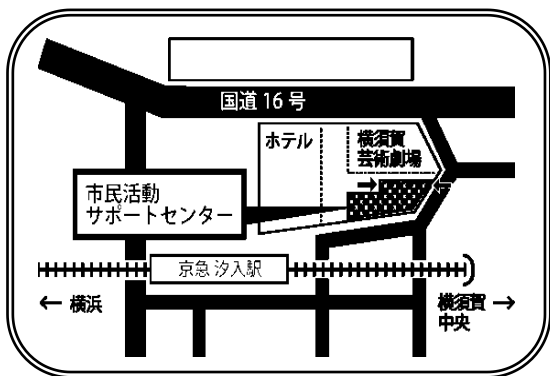 国道16号
ホテル
横須賀
芸術劇場
市民活動
サポートセンター
京急 汐入駅
← 横浜
横須賀 →
中央